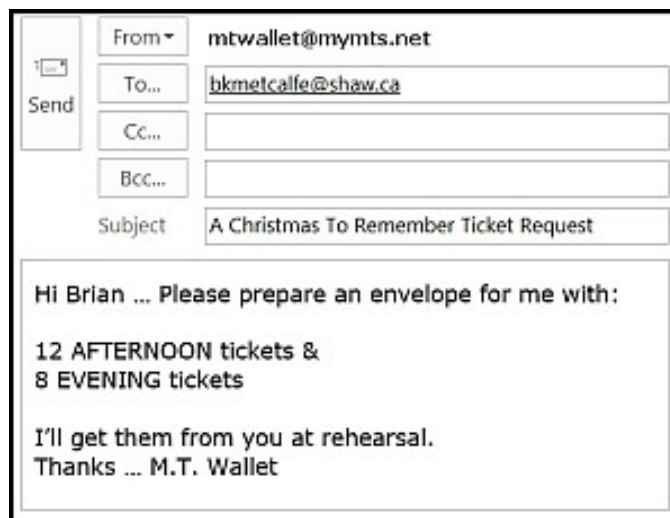 From mtwallet@mymts.net
To... bkmetcalfe@shaw.ca
Send
Cc...
Bcc...
Subject A Christmas To Remember Ticket Request
Hi Brian ... Please prepare an envelope for me with:
12 AFTERNOON tickets &
8 EVENING tickets
I'll get them from you at rehearsal.
Thanks ... M.T. Wallet